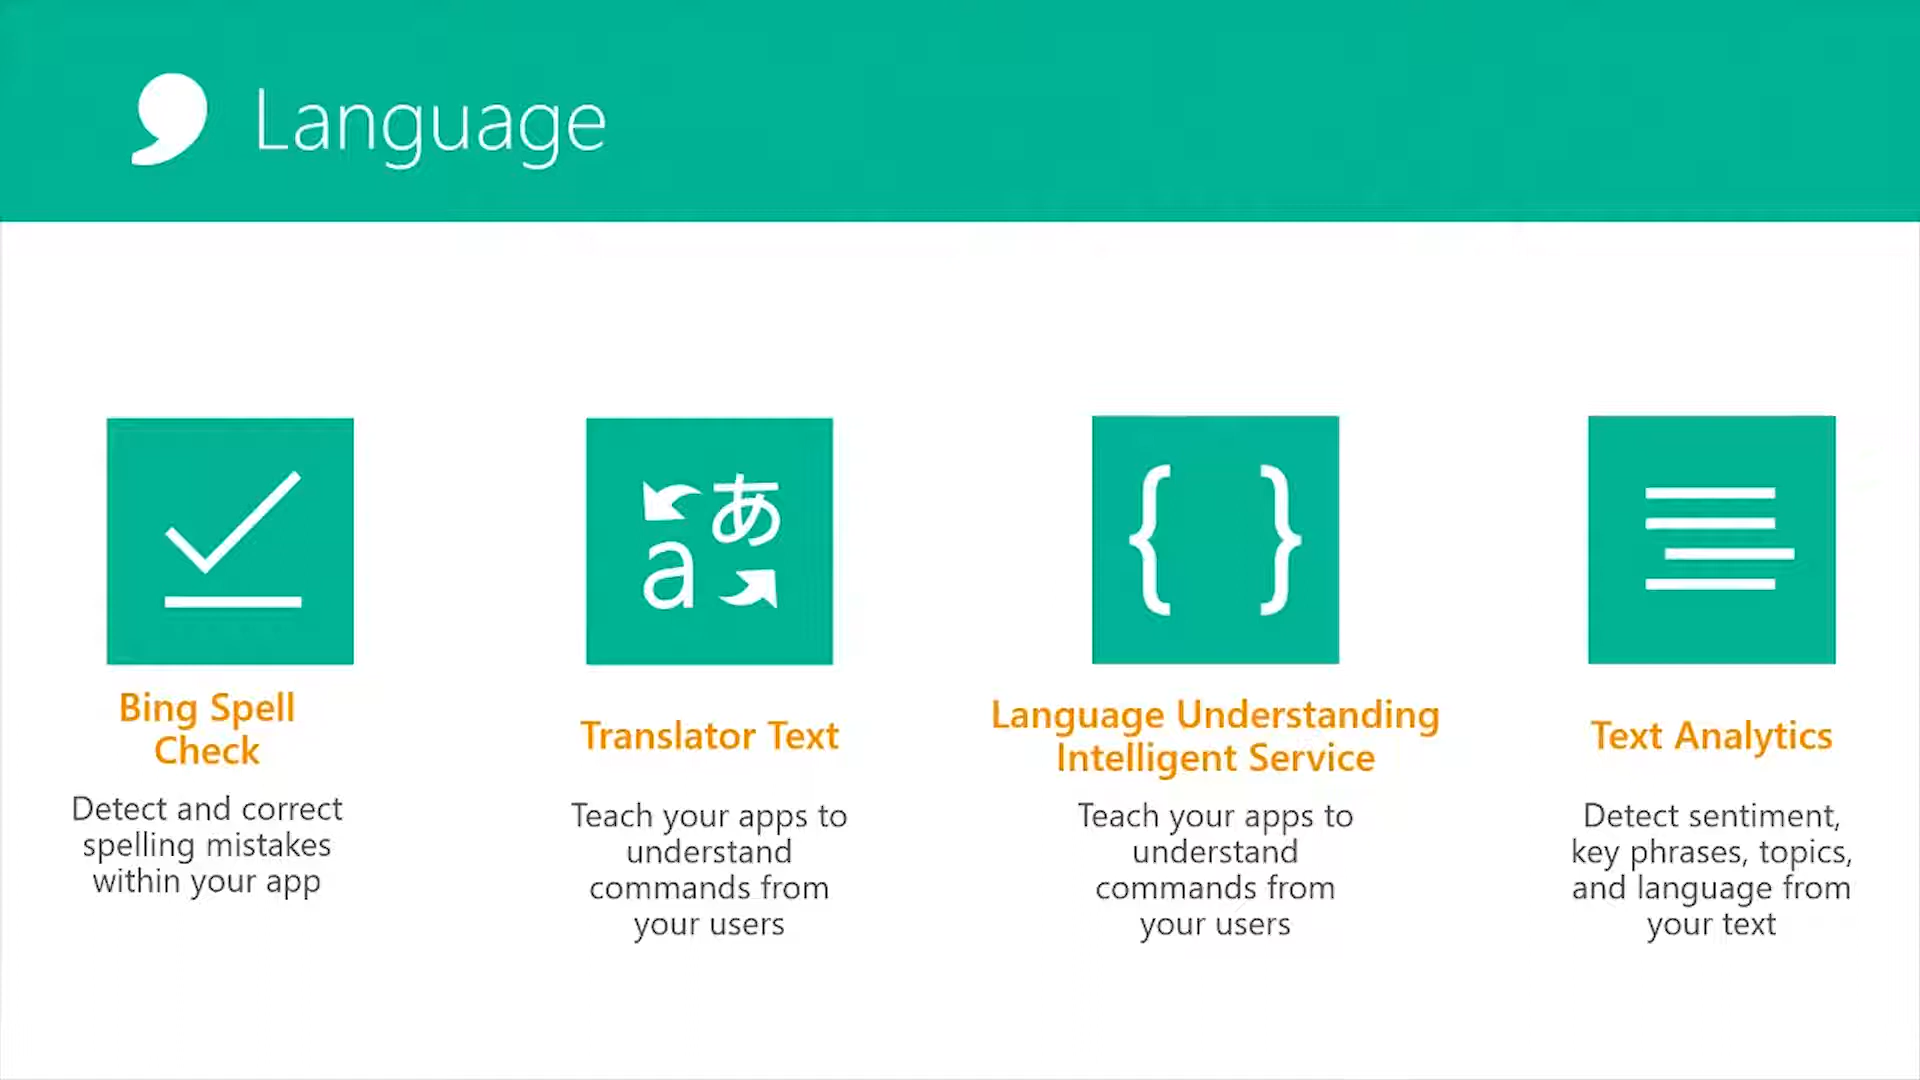 Language
あ
a
{ }
Bing Spell
Check
Detect and correct
spelling mistakes
within your app
Translator Text
Teach your apps to
understand
commands from
your users
Language Understanding
Intelligent Service
Teach your apps to
understand
commands from
your users
Text Analytics
Detect sentiment,
key phrases, topics,
and language from
your text